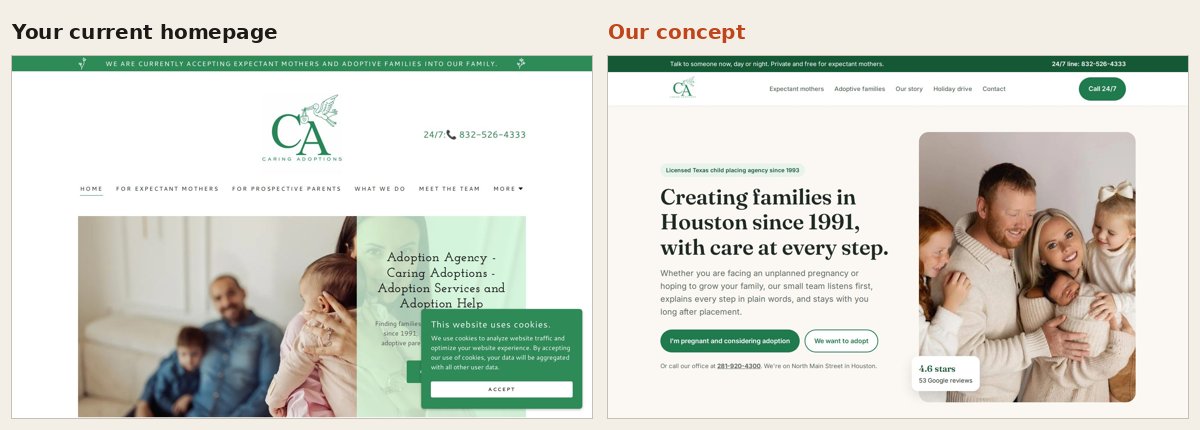 Your current homepage
WE ARE CURRENTLY ACCEPTING EXPECTANT MOTHERS AND ADOPTIVE FAMILIES INTO OUR FAMILY.
CA
CARING ADOPTIONS
24/7: 832-526-4333
HOME FOR EXPECTANT MOTHERS FOR PROSPECTIVE PARENTS WHAT WE DO MEET THE TEAM MORE
Adoption Agency -
Caring Adoptions -
Adoption Services and
Adoption Help
Finding families
since 1991
This website uses cookies.
We use cookies to analyze website traffic and
optimize your website experience. By accepting
our use of cookies, your data will be aggregated
with all other user data.
ACCEPT
Our concept
Talk to someone now, day or night. Private and free for expectant mothers.
24/7 line: 832-526-4333
CA
Expectant mothers Adoptive families Our story Holiday drive Contact
Call 24/7
Licensed Texas child placing agency since 1993
Creating families in
Houston since 1991,
with care at every step.
Whether you are facing an unplanned pregnancy or
hoping to grow your family, our small team listens first,
explains every step in plain words, and stays with you
long after placement.
I'm pregnant and considering adoption
We want to adopt
Or call our office at 281-920-4300. We're on North Main Street in Houston.
4.6 stars
53 Google reviews